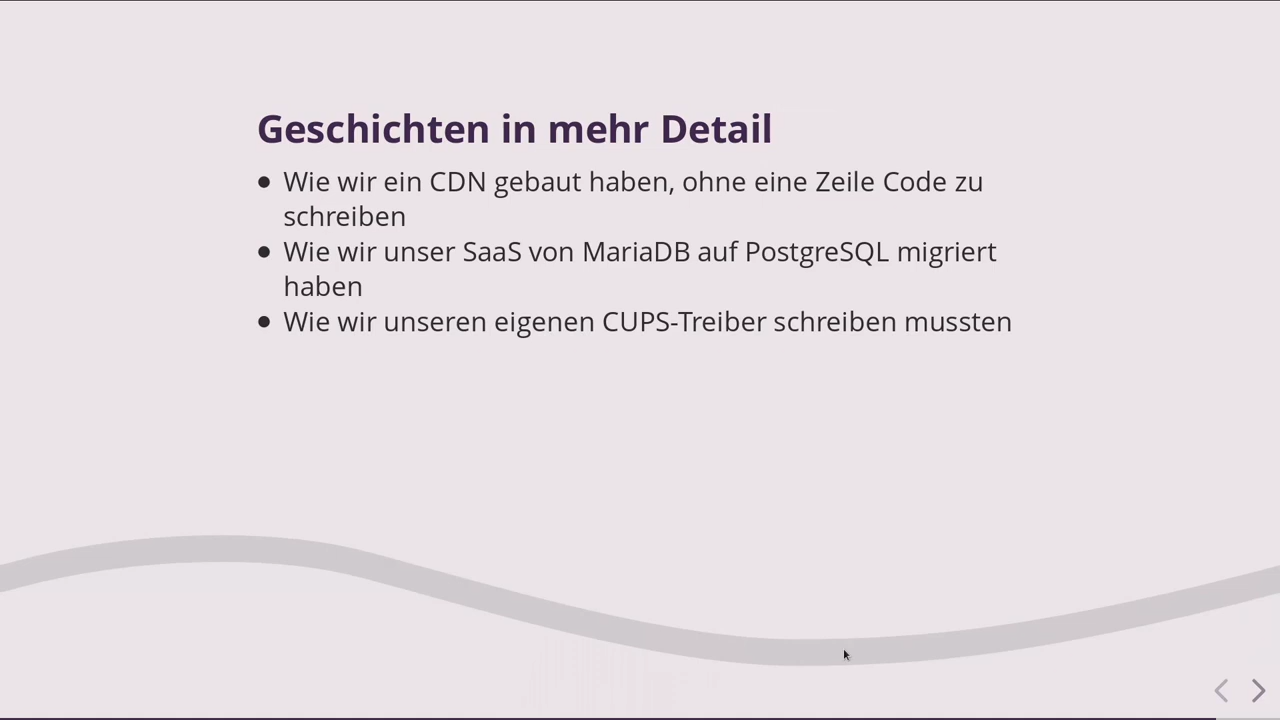 Geschichten in mehr Detail
• Wie wir ein CDN gebaut haben, ohne eine Zeile Code zu
schreiben
• Wie wir unser SaaS von MariaDB auf PostgreSQL migriert
haben
• Wie wir unseren eigenen CUPS-Treiber schreiben mussten